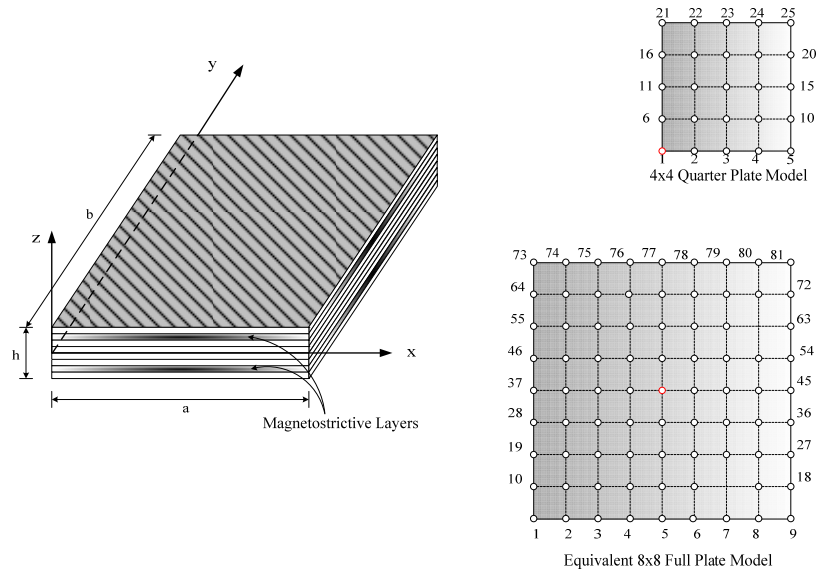 y
b
z
h
x
a
Magnetostrictive Layers
21 22 23 24 25
16 20
11 15
6 10
1 2 3 4 5
4x4 Quarter Plate Model
73 74 75 76 77 78 79 80 81
64 72
55 63
46 54
37 45
28 36
19 27
10 18
1 2 3 4 5 6 7 8 9
Equivalent 8x8 Full Plate Model